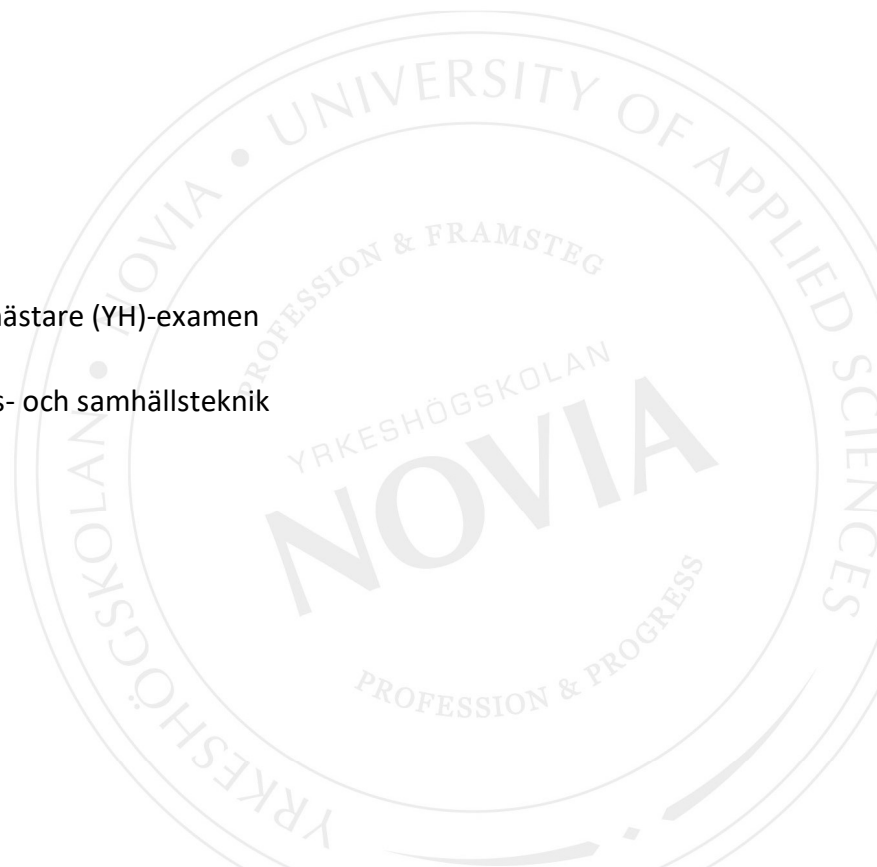 YRKESHÖGSKOLAN • NOVIA • UNIVERSITY OF APPLIED SCIENCES
PROFESSION & FRAMSTEG
ästare (YH)-examen
s- och samhällsteknik
YRKESHÖGSKOLAN
NOVIA
PROFESSION & PROGRESS